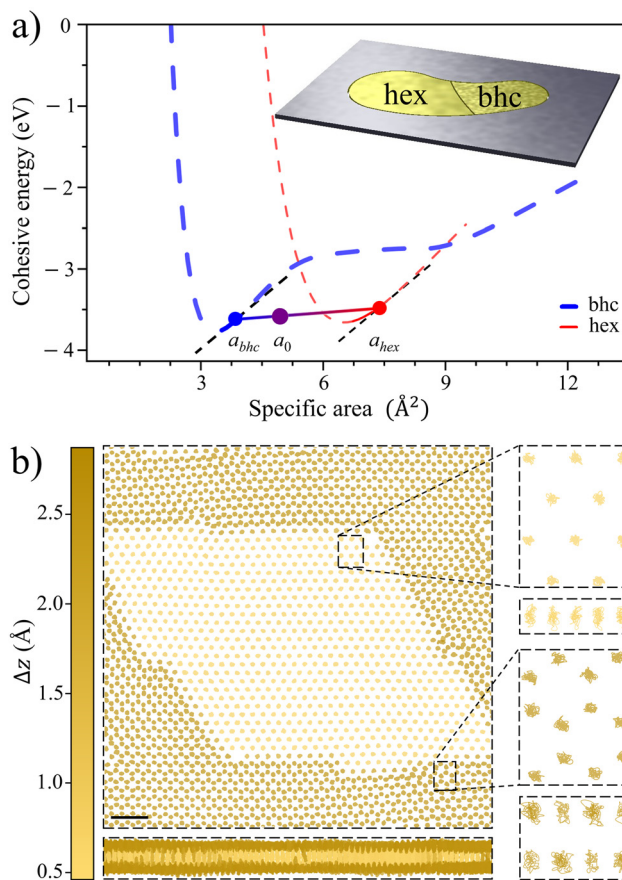 a)
hex
bhc
Cohesive energy (eV)
0
−1
−2
−3
−4
a_bhc
a_0
a_hex
bhc
hex
3
6
9
12
Specific area (Å²)
b)
Δz (Å)
2.5
2.0
1.5
1.0
0.5